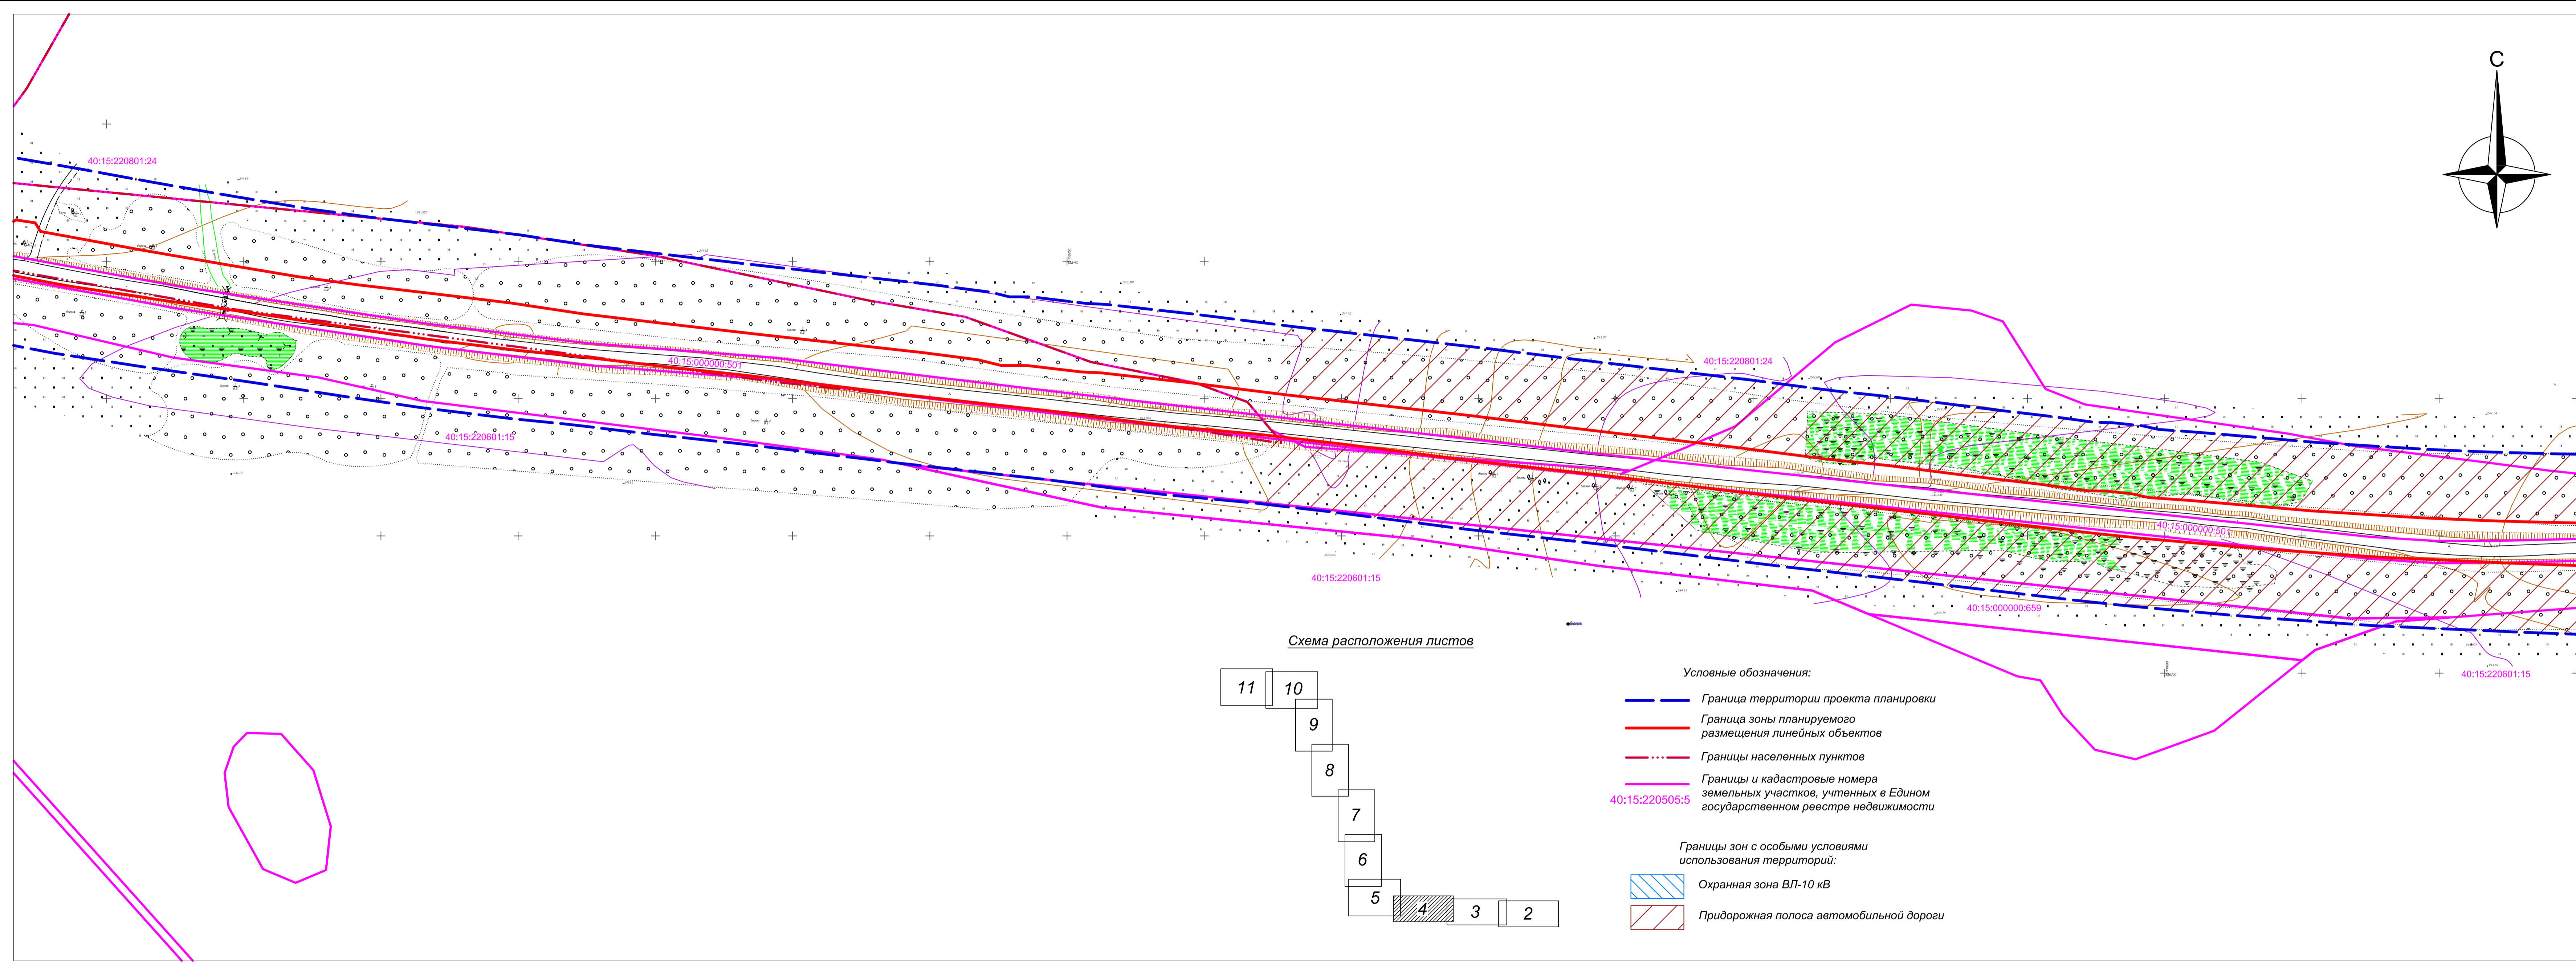 С
40:15:220801:24
40:15:000000:501
40:15:220801:24
40:15:220601:15
40:15:000000:501
40:15:220601:15
40:15:000000:659
40:15:220601:15
Схема расположения листов
11
10
9
8
7
6
5
4
3
2
Условные обозначения:
Граница территории проекта планировки
Граница зоны планируемого
размещения линейных объектов
Границы населенных пунктов
Границы и кадастровые номера
земельных участков, учтенных в Едином
государственном реестре недвижимости
40:15:220505:5
Границы зон с особыми условиями
использования территорий:
Охранная зона ВЛ-10 кВ
Придорожная полоса автомобильной дороги